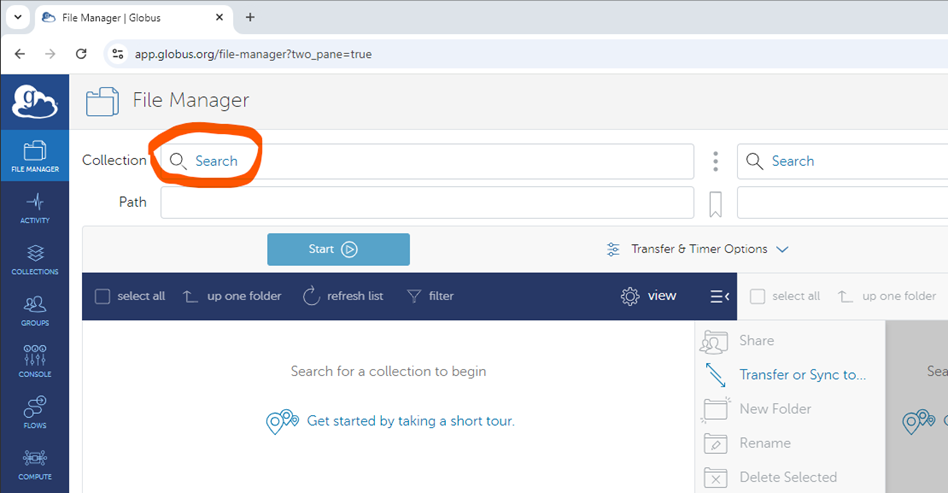 File Manager | Globus
app.globus.org/file-manager?two_pane=true
g
File Manager
FILE MANAGER
Collection
Search
Search
Path
ACTIVITY
Start
Transfer & Timer Options
COLLECTIONS
select all
up one folder
refresh list
filter
view
select all
up one folder
GROUPS
Share
Search for a collection to begin
Sea
Transfer or Sync to...
CONSOLE
New Folder
Get started by taking a short tour.
FLOWS
Rename
Delete Selected
COMPUTE